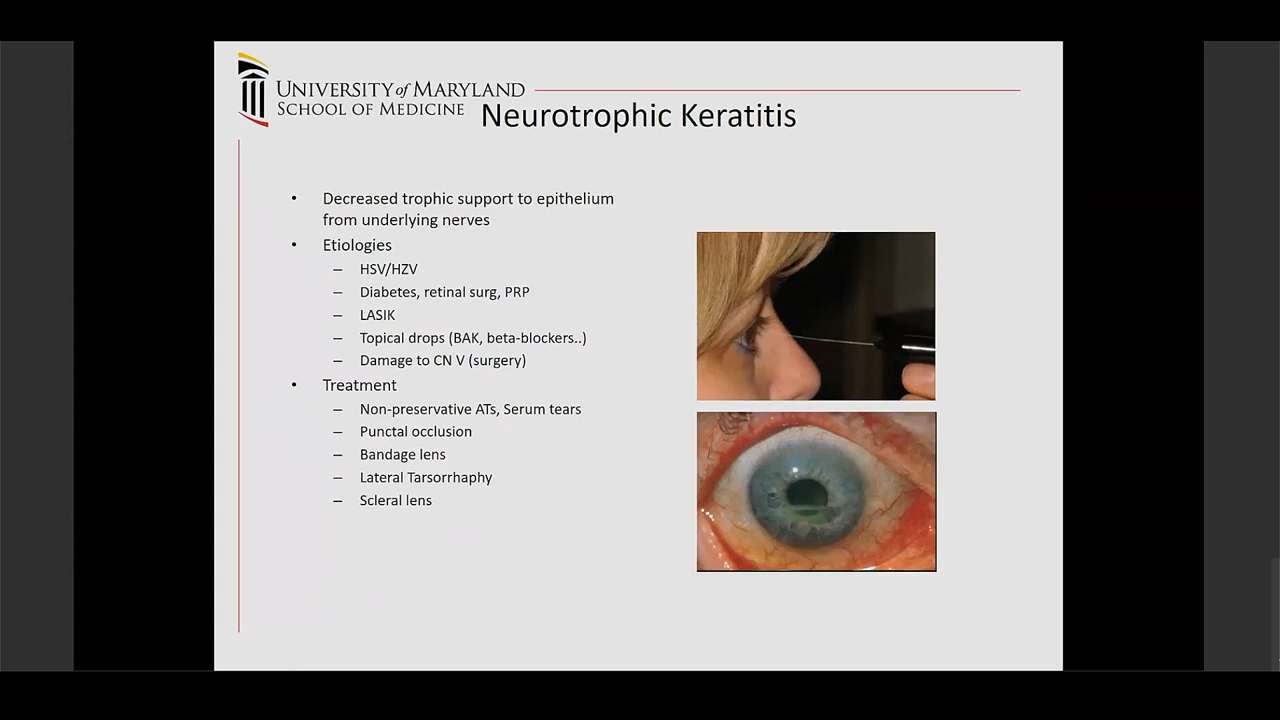 UNIVERSITY of MARYLAND
SCHOOL OF MEDICINE
Neurotrophic Keratitis
• Decreased trophic support to epithelium
from underlying nerves
• Etiologies
– HSV/HZV
– Diabetes, retinal surg, PRP
– LASIK
– Topical drops (BAK, beta-blockers..)
– Damage to CN V (surgery)
• Treatment
– Non-preservative ATs, Serum tears
– Punctal occlusion
– Bandage lens
– Lateral Tarsorrhaphy
– Scleral lens